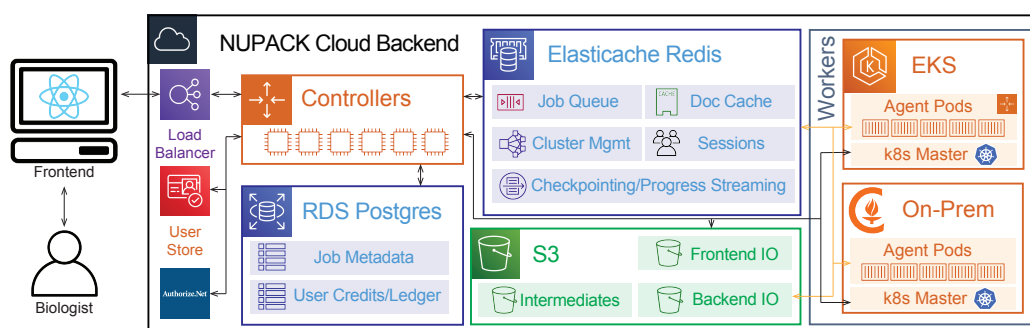 NUPACK Cloud Backend
Frontend
Biologist
Load
Balancer
User
Store
Authorize.Net
Controllers
RDS Postgres
Job Metadata
User Credits/Ledger
Elasticache Redis
Job Queue
CACHE
Doc Cache
Cluster Mgmt
Sessions
Checkpointing/Progress Streaming
S3
Frontend IO
Intermediates
Backend IO
Workers
K
EKS
Agent Pods
k8s Master
On-Prem
Agent Pods
k8s Master